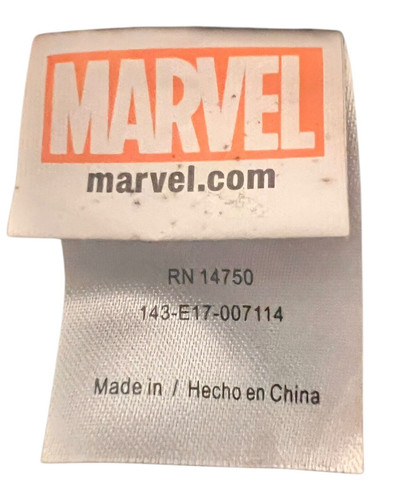 MARVEL
marvel.com
RN 14750
143-E17-007114
Made in / Hecho en China